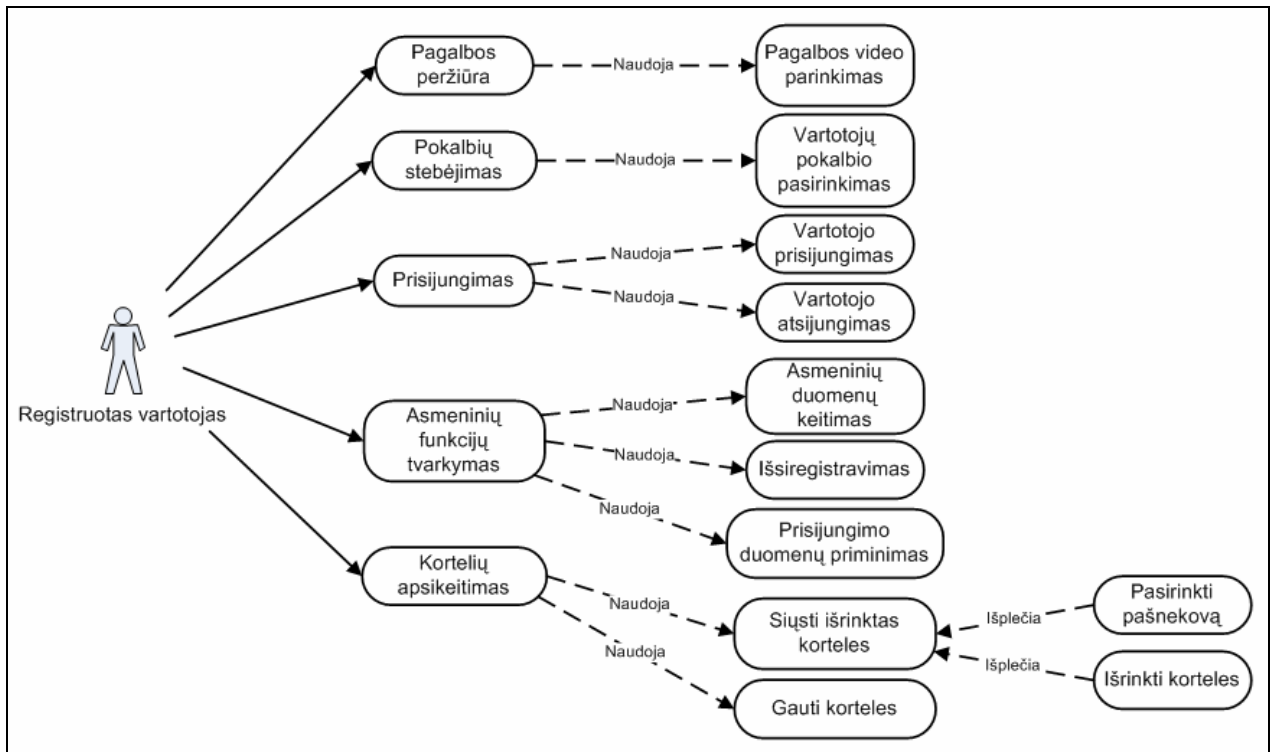 Pagalbos
peržiūra
Naudoja
Pagalbos video
parinkimas
Pokalbių
stebėjimas
Naudoja
Vartotojų
pokalbio
pasirinkimas
Prisijungimas
Naudoja
Vartotojo
prisijungimas
Naudoja
Vartotojo
atsijungimas
Registruotas vartotojas
Asmeninių
funkcijų
tvarkymas
Naudoja
Asmeninių
duomenų
keitimas
Naudoja
Išsiregistravimas
Naudoja
Prisijungimo
duomenų priminimas
Kortelių
apsikeitimas
Naudoja
Siųsti išrinktas
korteles
Išplečia
Pasirinkti
pašnekovą
Išplečia
Išrinkti korteles
Naudoja
Gauti korteles